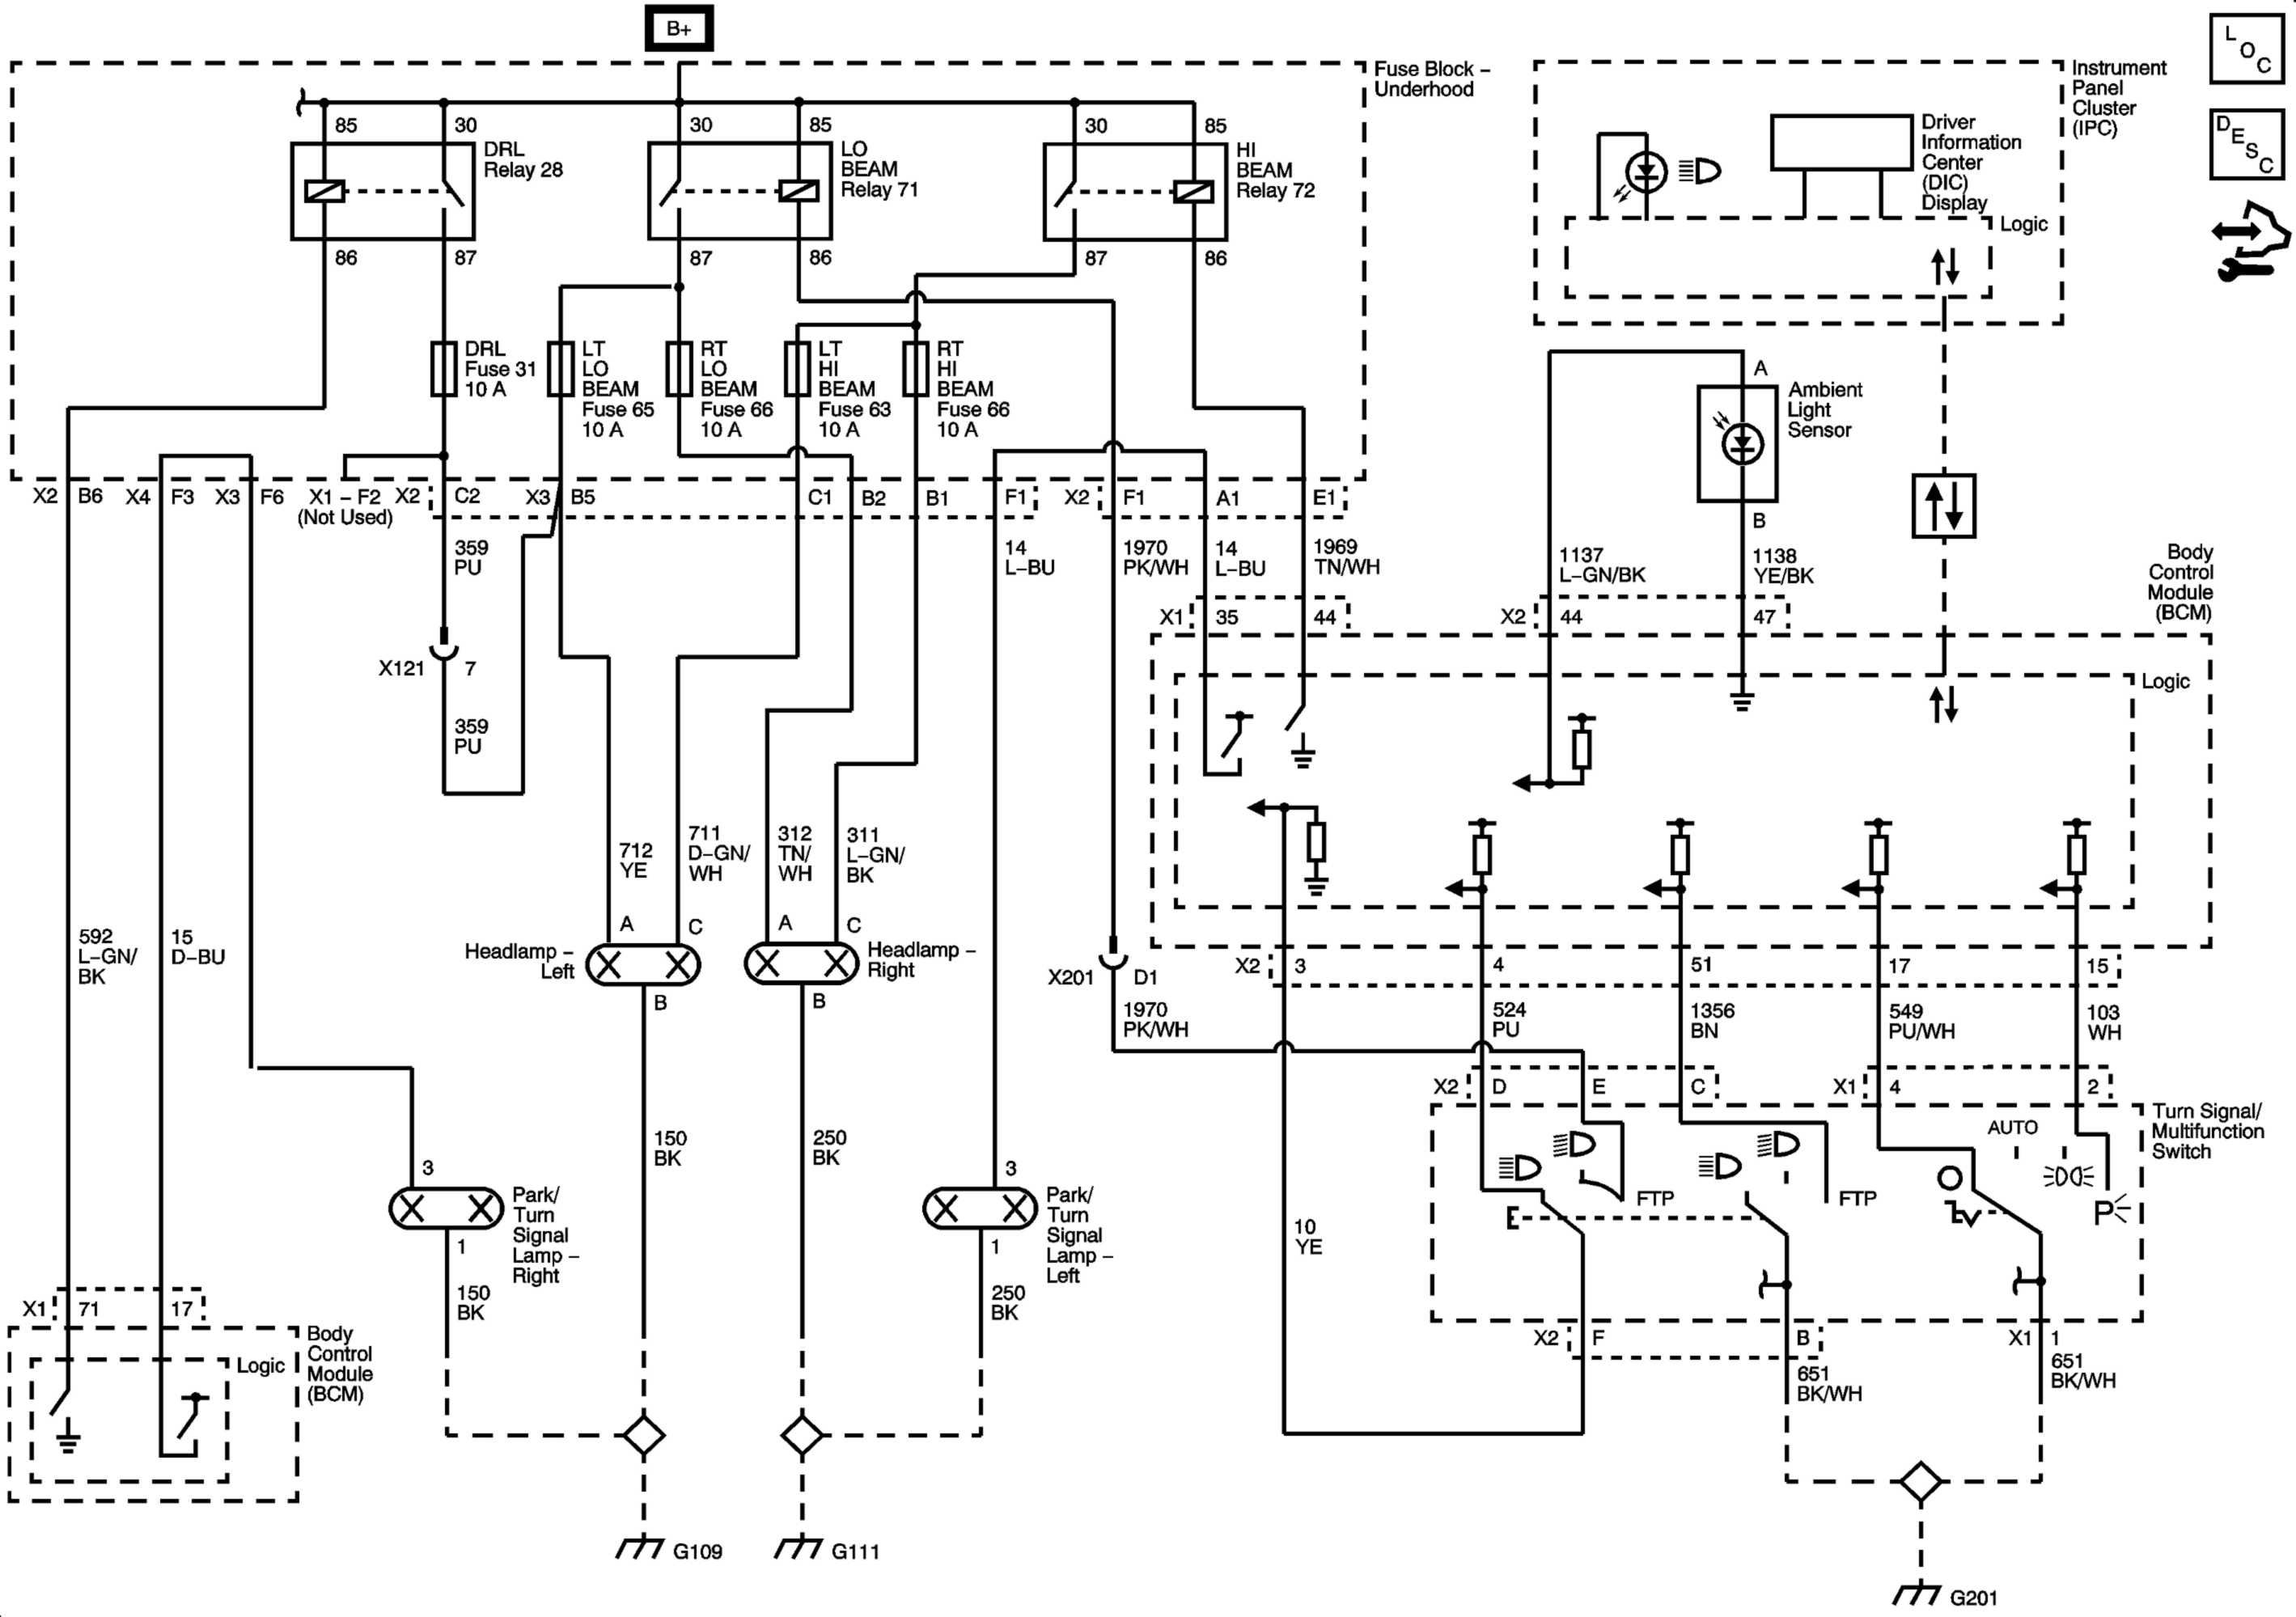 B+
Fuse Block –
Underhood
85
30
DRL
Relay 28
86
87
30
85
LO
BEAM
Relay 71
87
86
30
85
HI
BEAM
Relay 72
87
86
DRL
Fuse 31
10 A
LT
LO
BEAM
Fuse 65
10 A
RT
LO
BEAM
Fuse 66
10 A
LT
HI
BEAM
Fuse 63
10 A
RT
HI
BEAM
Fuse 66
10 A
Instrument
Panel
Cluster
(IPC)
Driver
Information
Center
(DIC)
Display
Logic
LOC
DESC
A
Ambient
Light
Sensor
B
X2 B6 X4 F3 X3 F6 X1 – F2 X2 C2 X3 B5 C1 B2 B1 F1 X2 F1 A1 E1
(Not Used)
359
PU
14
L–BU
1970
PK/WH
14
L–BU
1969
TN/WH
1137
L–GN/BK
1138
YE/BK
Body
Control
Module
(BCM)
X1 35 44
X2 44 47
Logic
X121 7
359
PU
712
YE
711
D–GN/
WH
312
TN/
WH
311
L–GN/
BK
592
L–GN/
BK
15
D–BU
Headlamp –
Left
A
C
B
A
C
B
Headlamp –
Right
X201 D1
1970
PK/WH
X2 3 4 51 17 15
524
PU
1356
BN
549
PU/WH
103
WH
X2 D E C X1 4 2
Turn Signal/
Multifunction
Switch
AUTO
FTP
FTP
P
150
BK
250
BK
10
YE
3
Park/
Turn
Signal
Lamp –
Right
1
150
BK
3
Park/
Turn
Signal
Lamp –
Left
1
250
BK
X1 71 17
Body
Control
Module
(BCM)
Logic
X2 F B X1 1
651
BK/WH
651
BK/WH
G109
G111
G201